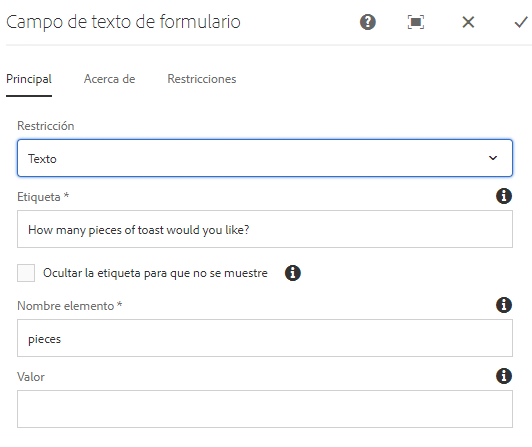 Campo de texto de formulario
Principal
Acerca de
Restricciones
Restricción
Texto
Etiqueta *
How many pieces of toast would you like?
Ocultar la etiqueta para que no se muestre
Nombre elemento *
pieces
Valor